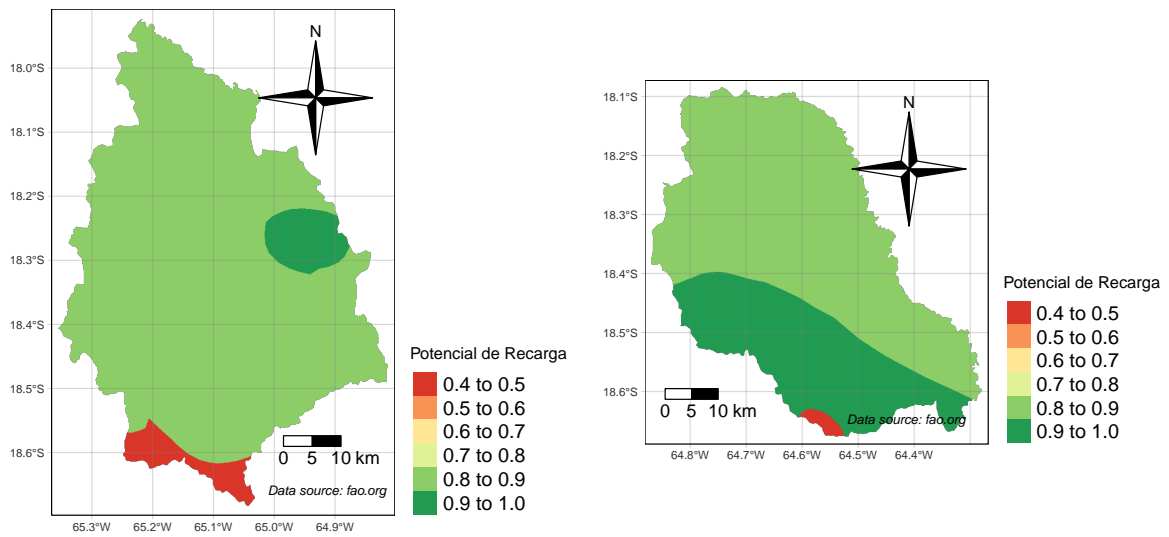 N
18.0°S
18.1°S
18.2°S
18.3°S
18.4°S
18.5°S
18.6°S
0 5 10 km
Data source: fao.org
65.3°W 65.2°W 65.1°W 65.0°W 64.9°W
Potencial de Recarga
0.4 to 0.5
0.5 to 0.6
0.6 to 0.7
0.7 to 0.8
0.8 to 0.9
0.9 to 1.0
N
18.1°S
18.2°S
18.3°S
18.4°S
18.5°S
18.6°S
0 5 10 km
Data source: fao.org
64.8°W 64.7°W 64.6°W 64.5°W 64.4°W
Potencial de Recarga
0.4 to 0.5
0.5 to 0.6
0.6 to 0.7
0.7 to 0.8
0.8 to 0.9
0.9 to 1.0